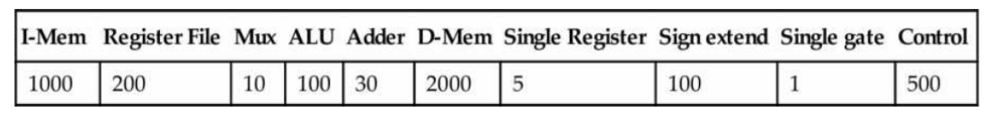 I-Mem Register File Mux ALU Adder D-Mem Single Register Sign extend Single gate Control
1000 200 10 100 30 2000 5 100 1 500